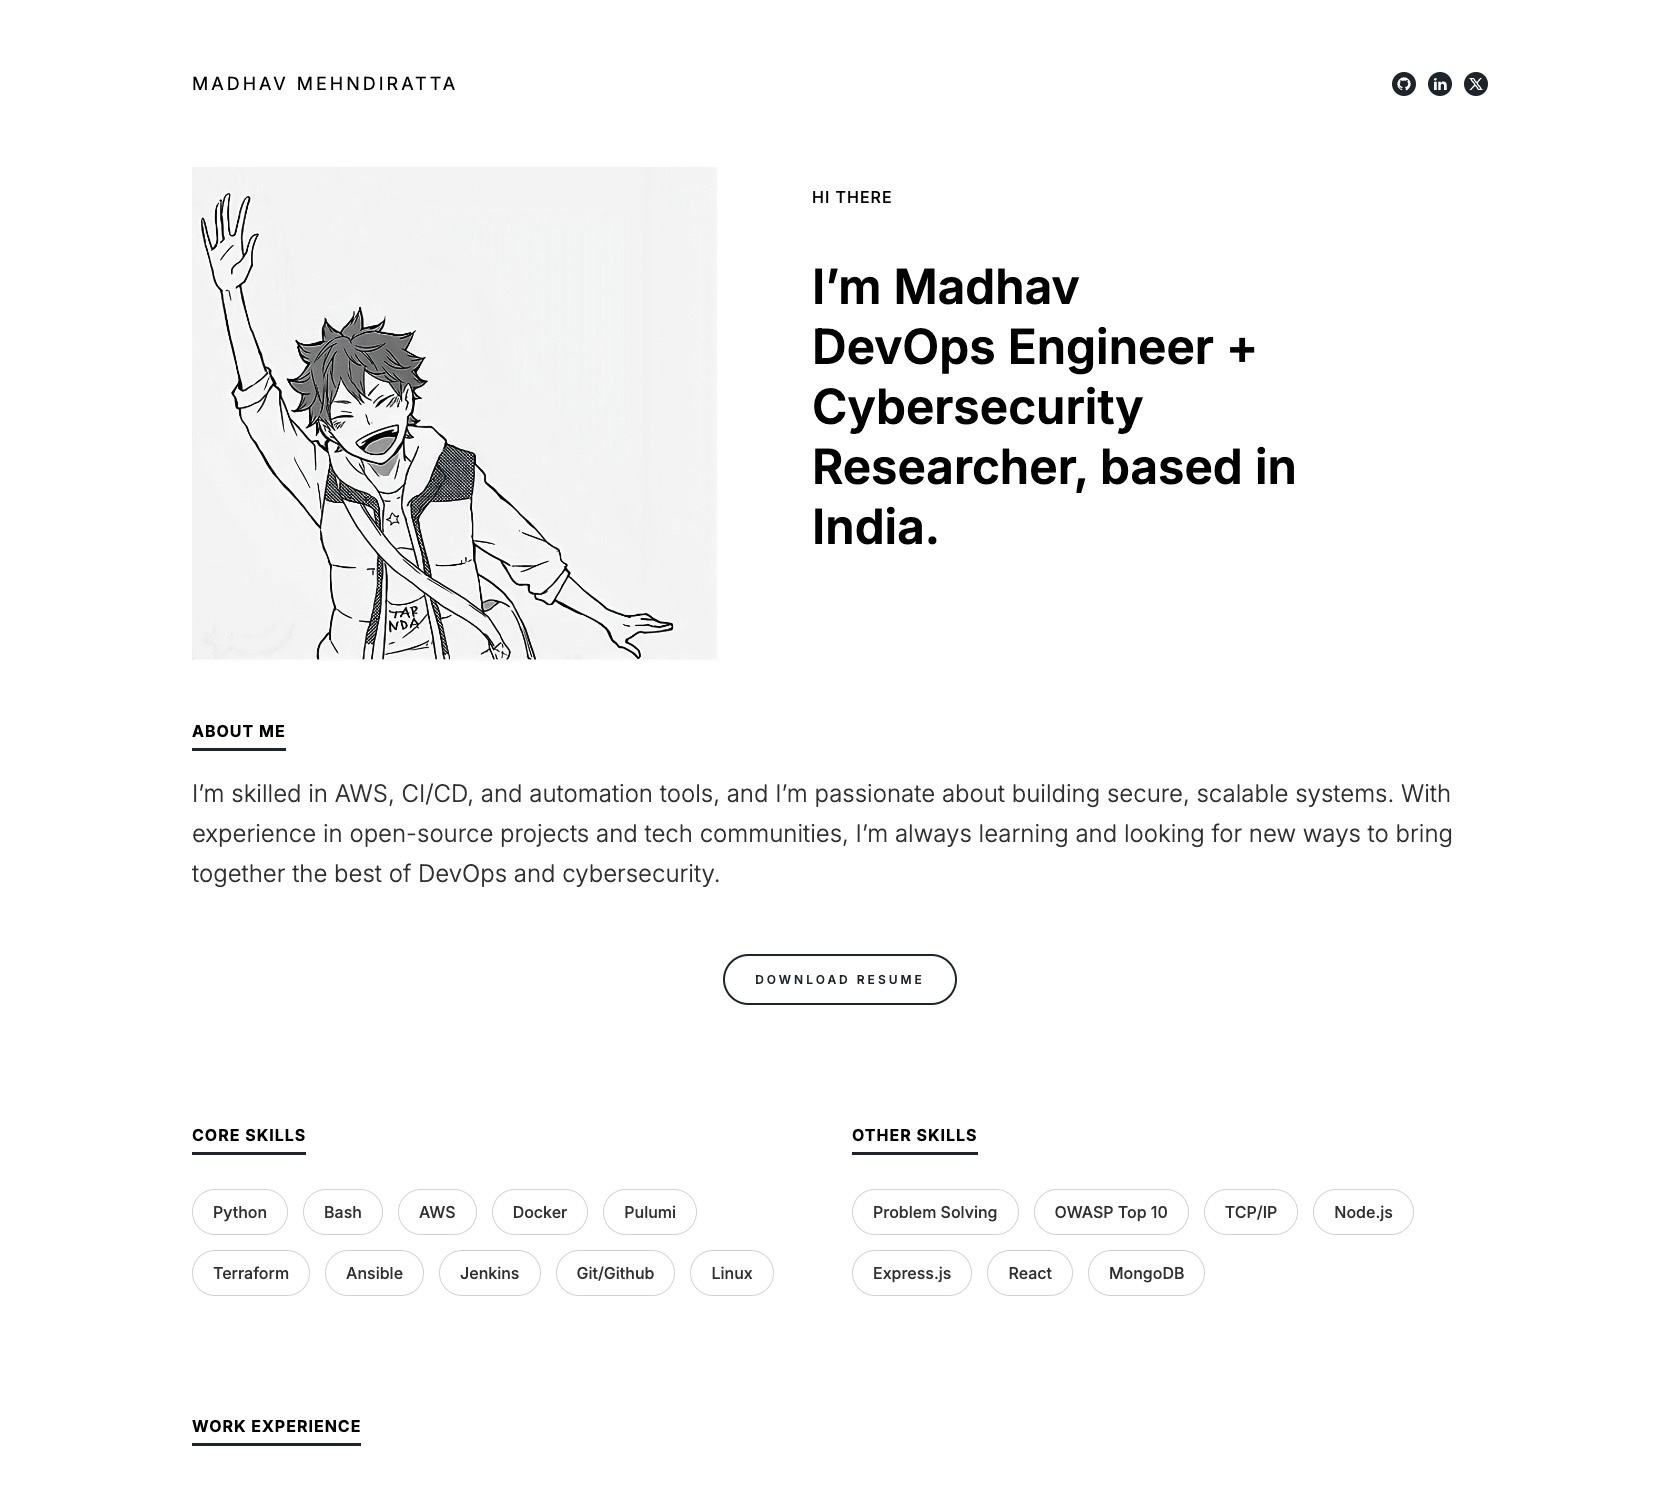 MADHAV MEHNDIRATTA
HI THERE
I’m Madhav
DevOps Engineer +
Cybersecurity
Researcher, based in
India.
TAR
NDA
ABOUT ME
I’m skilled in AWS, CI/CD, and automation tools, and I’m passionate about building secure, scalable systems. With
experience in open-source projects and tech communities, I’m always learning and looking for new ways to bring
together the best of DevOps and cybersecurity.
DOWNLOAD RESUME
CORE SKILLS
Python Bash AWS Docker Pulumi
Terraform Ansible Jenkins Git/Github Linux
OTHER SKILLS
Problem Solving OWASP Top 10 TCP/IP Node.js
Express.js React MongoDB
WORK EXPERIENCE